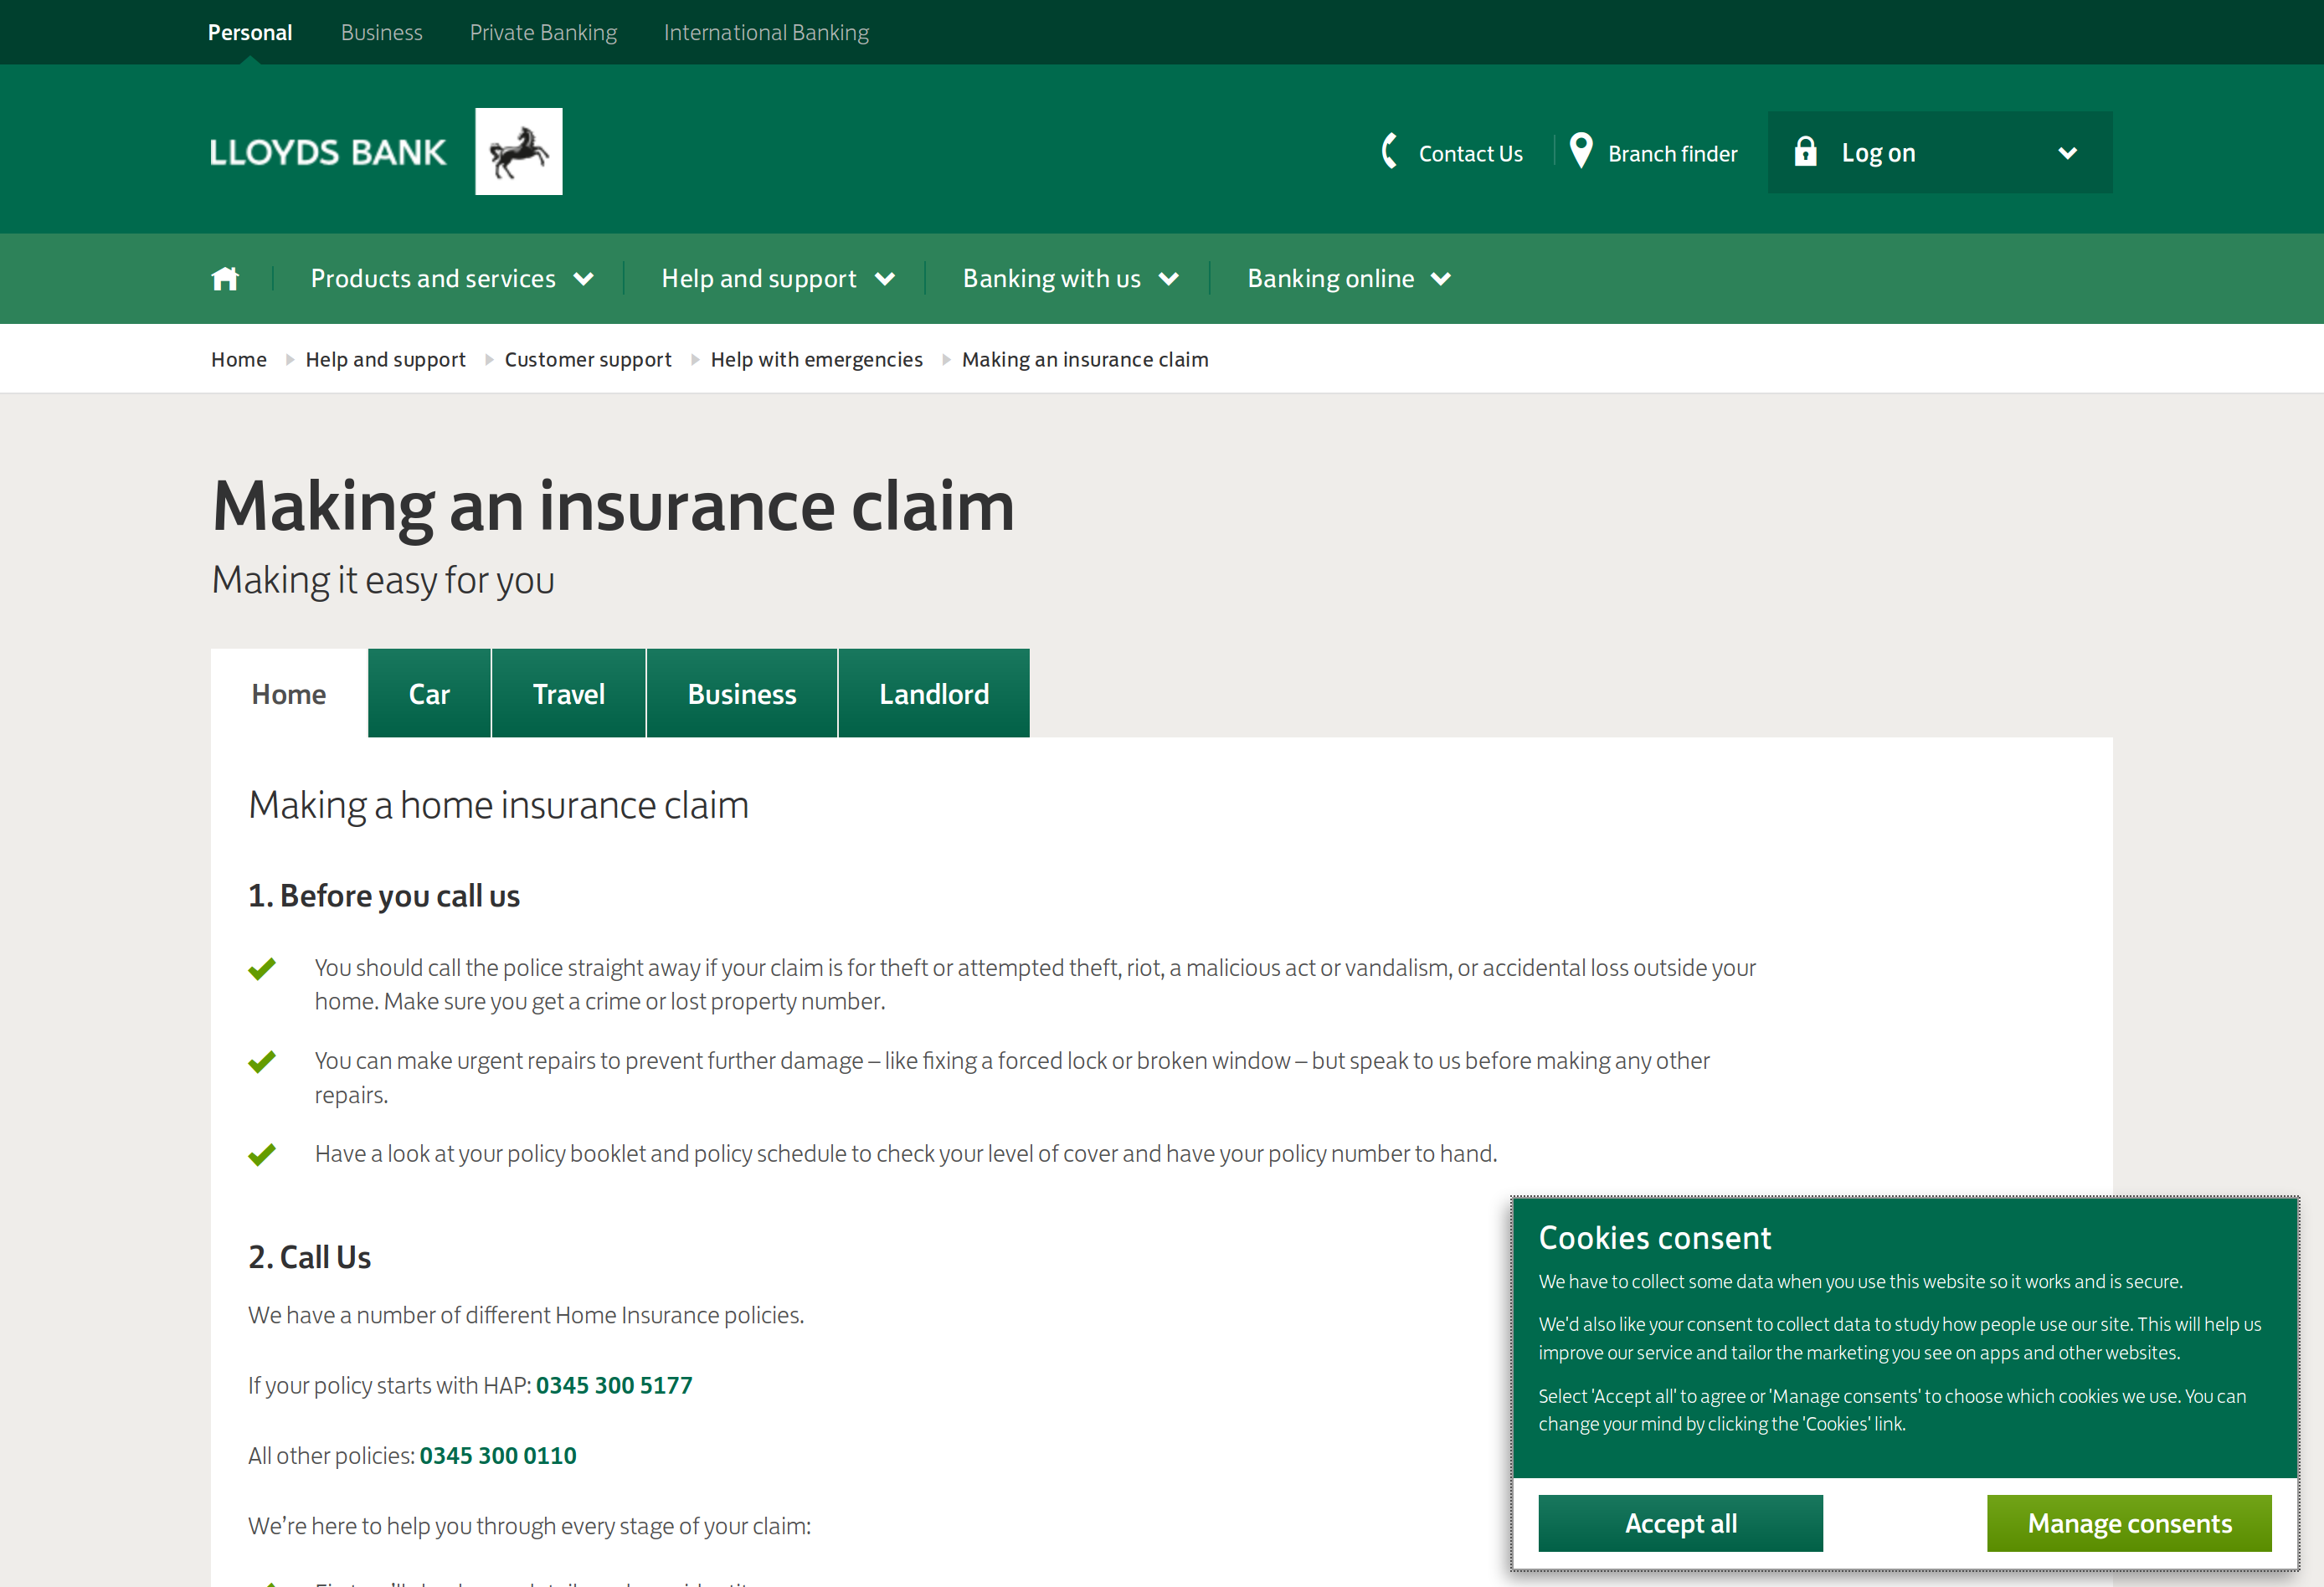 Personal Business Private Banking International Banking
LLOYDS BANK
Contact Us Branch finder Log on
Products and services Help and support Banking with us Banking online
Home Help and support Customer support Help with emergencies Making an insurance claim
Making an insurance claim
Making it easy for you
Home Car Travel Business Landlord
Making a home insurance claim
1. Before you call us
You should call the police straight away if your claim is for theft or attempted theft, riot, a malicious act or vandalism, or accidental loss outside your
home. Make sure you get a crime or lost property number.
You can make urgent repairs to prevent further damage – like fixing a forced lock or broken window – but speak to us before making any other
repairs.
Have a look at your policy booklet and policy schedule to check your level of cover and have your policy number to hand.
2. Call Us
We have a number of different Home Insurance policies.
If your policy starts with HAP: 0345 300 5177
All other policies: 0345 300 0110
We're here to help you through every stage of your claim:
Cookies consent
We have to collect some data when you use this website so it works and is secure.
We'd also like your consent to collect data to study how people use our site. This will help us
improve our service and tailor the marketing you see on apps and other websites.
Select 'Accept all' to agree or 'Manage consents' to choose which cookies we use. You can
change your mind by clicking the 'Cookies' link.
Accept all Manage consents